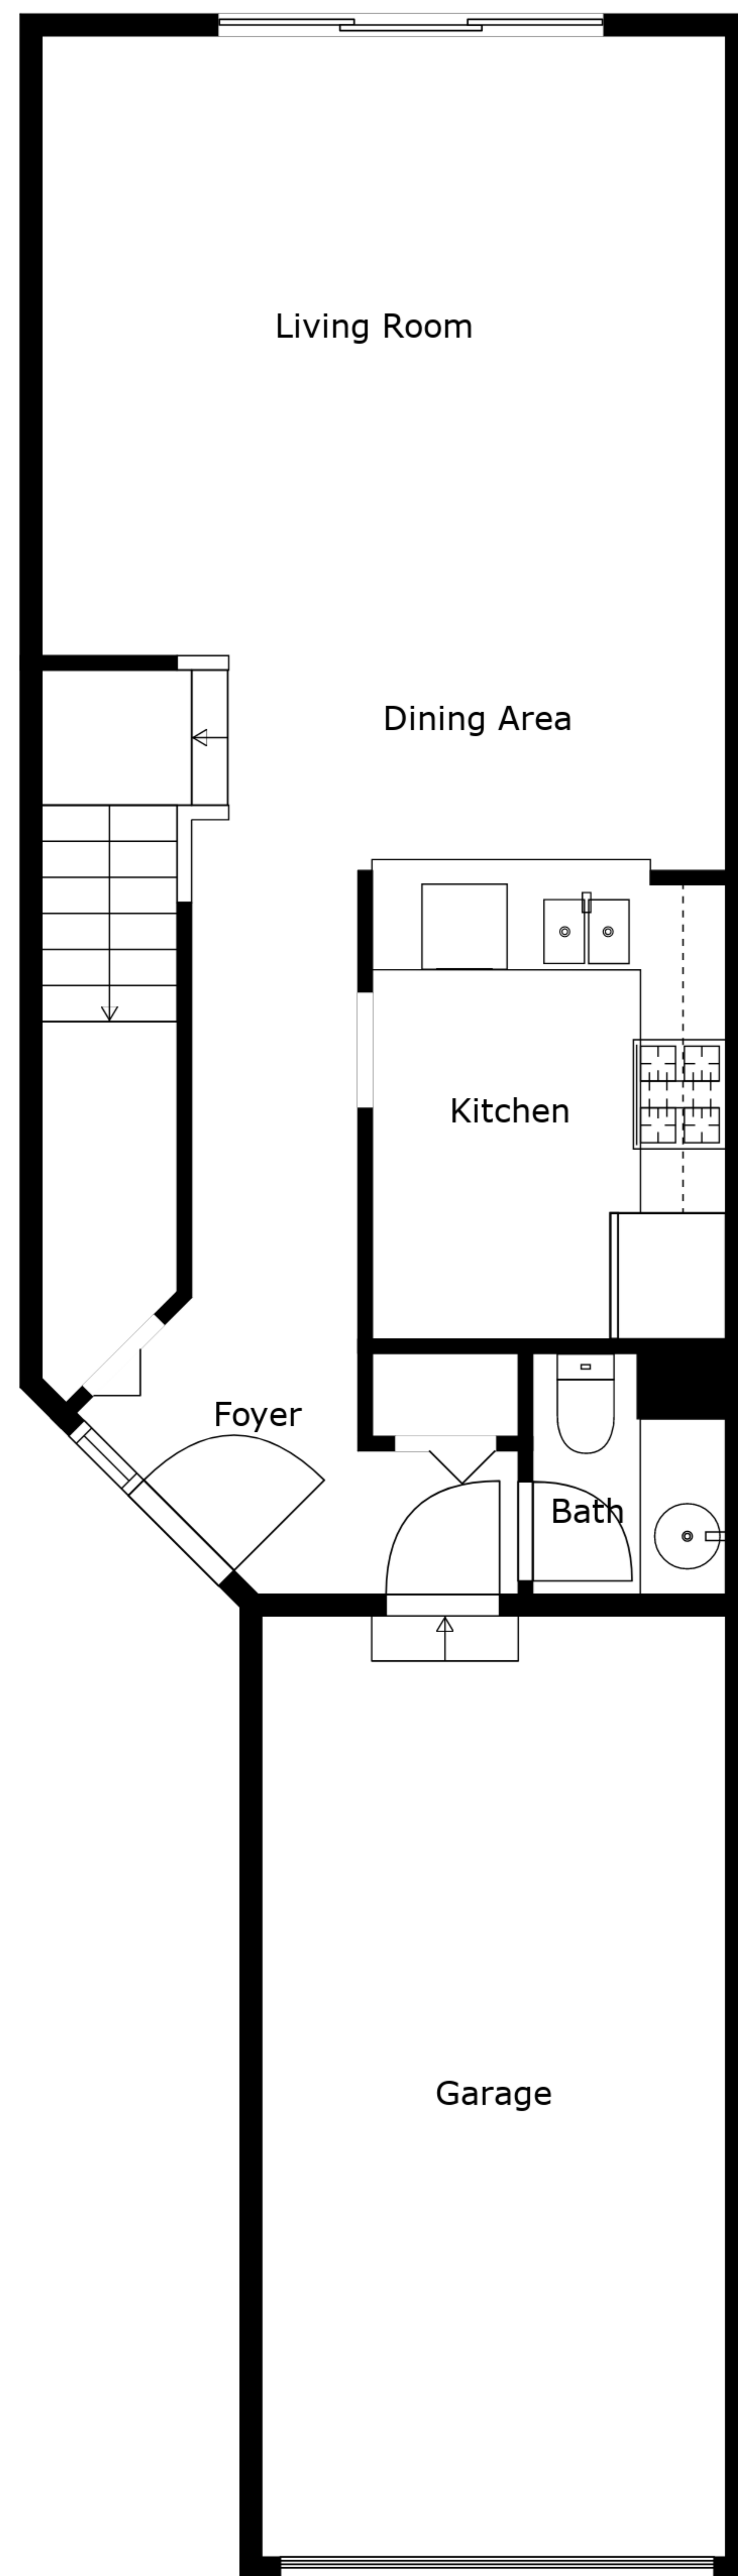 Living Room
Dining Area
Kitchen
Foyer
Bath
Garage